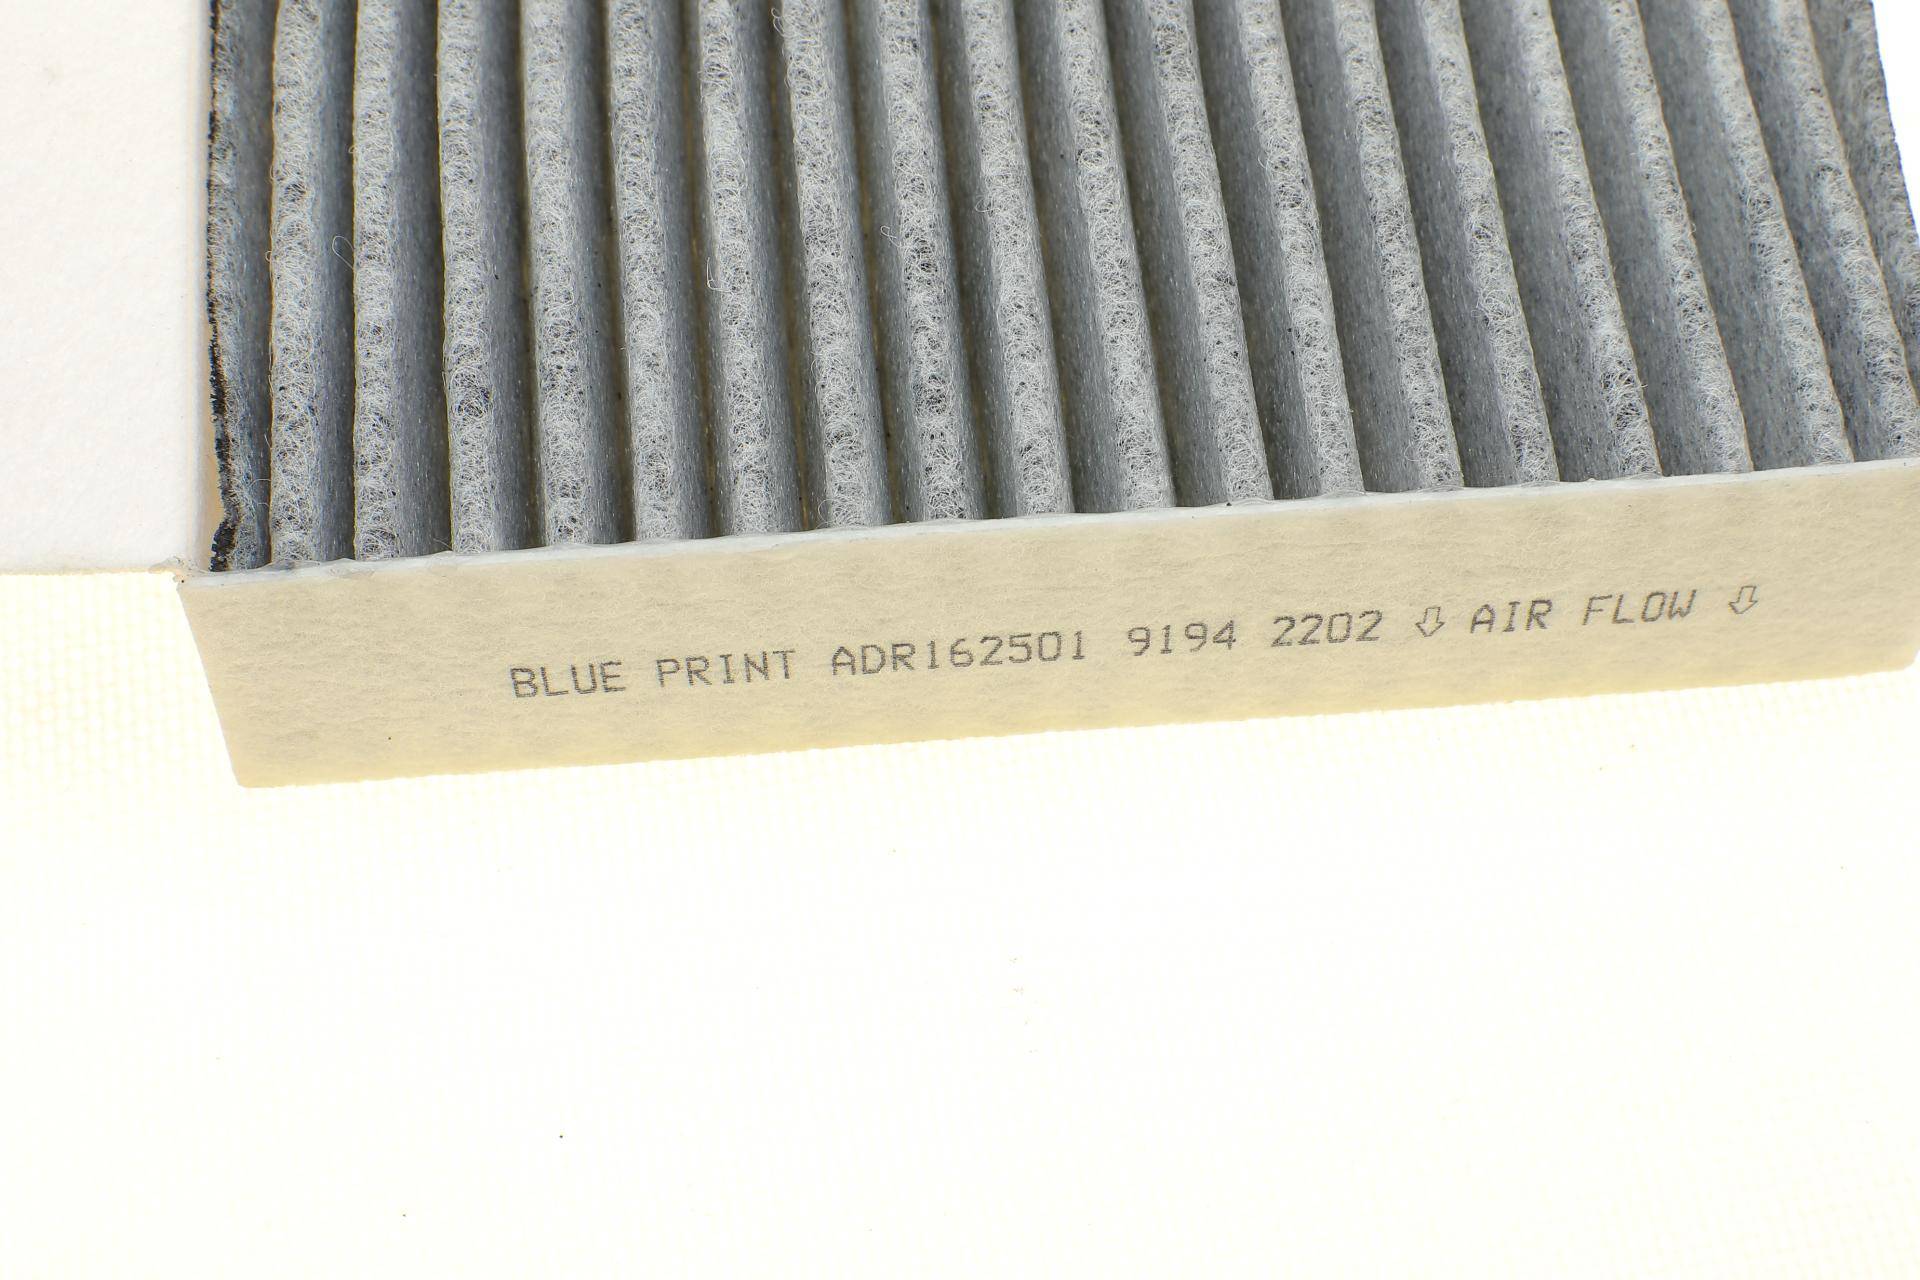 BLUE PRINT ADR162501 9194 2202 ⇩ AIR FLOW ⇩